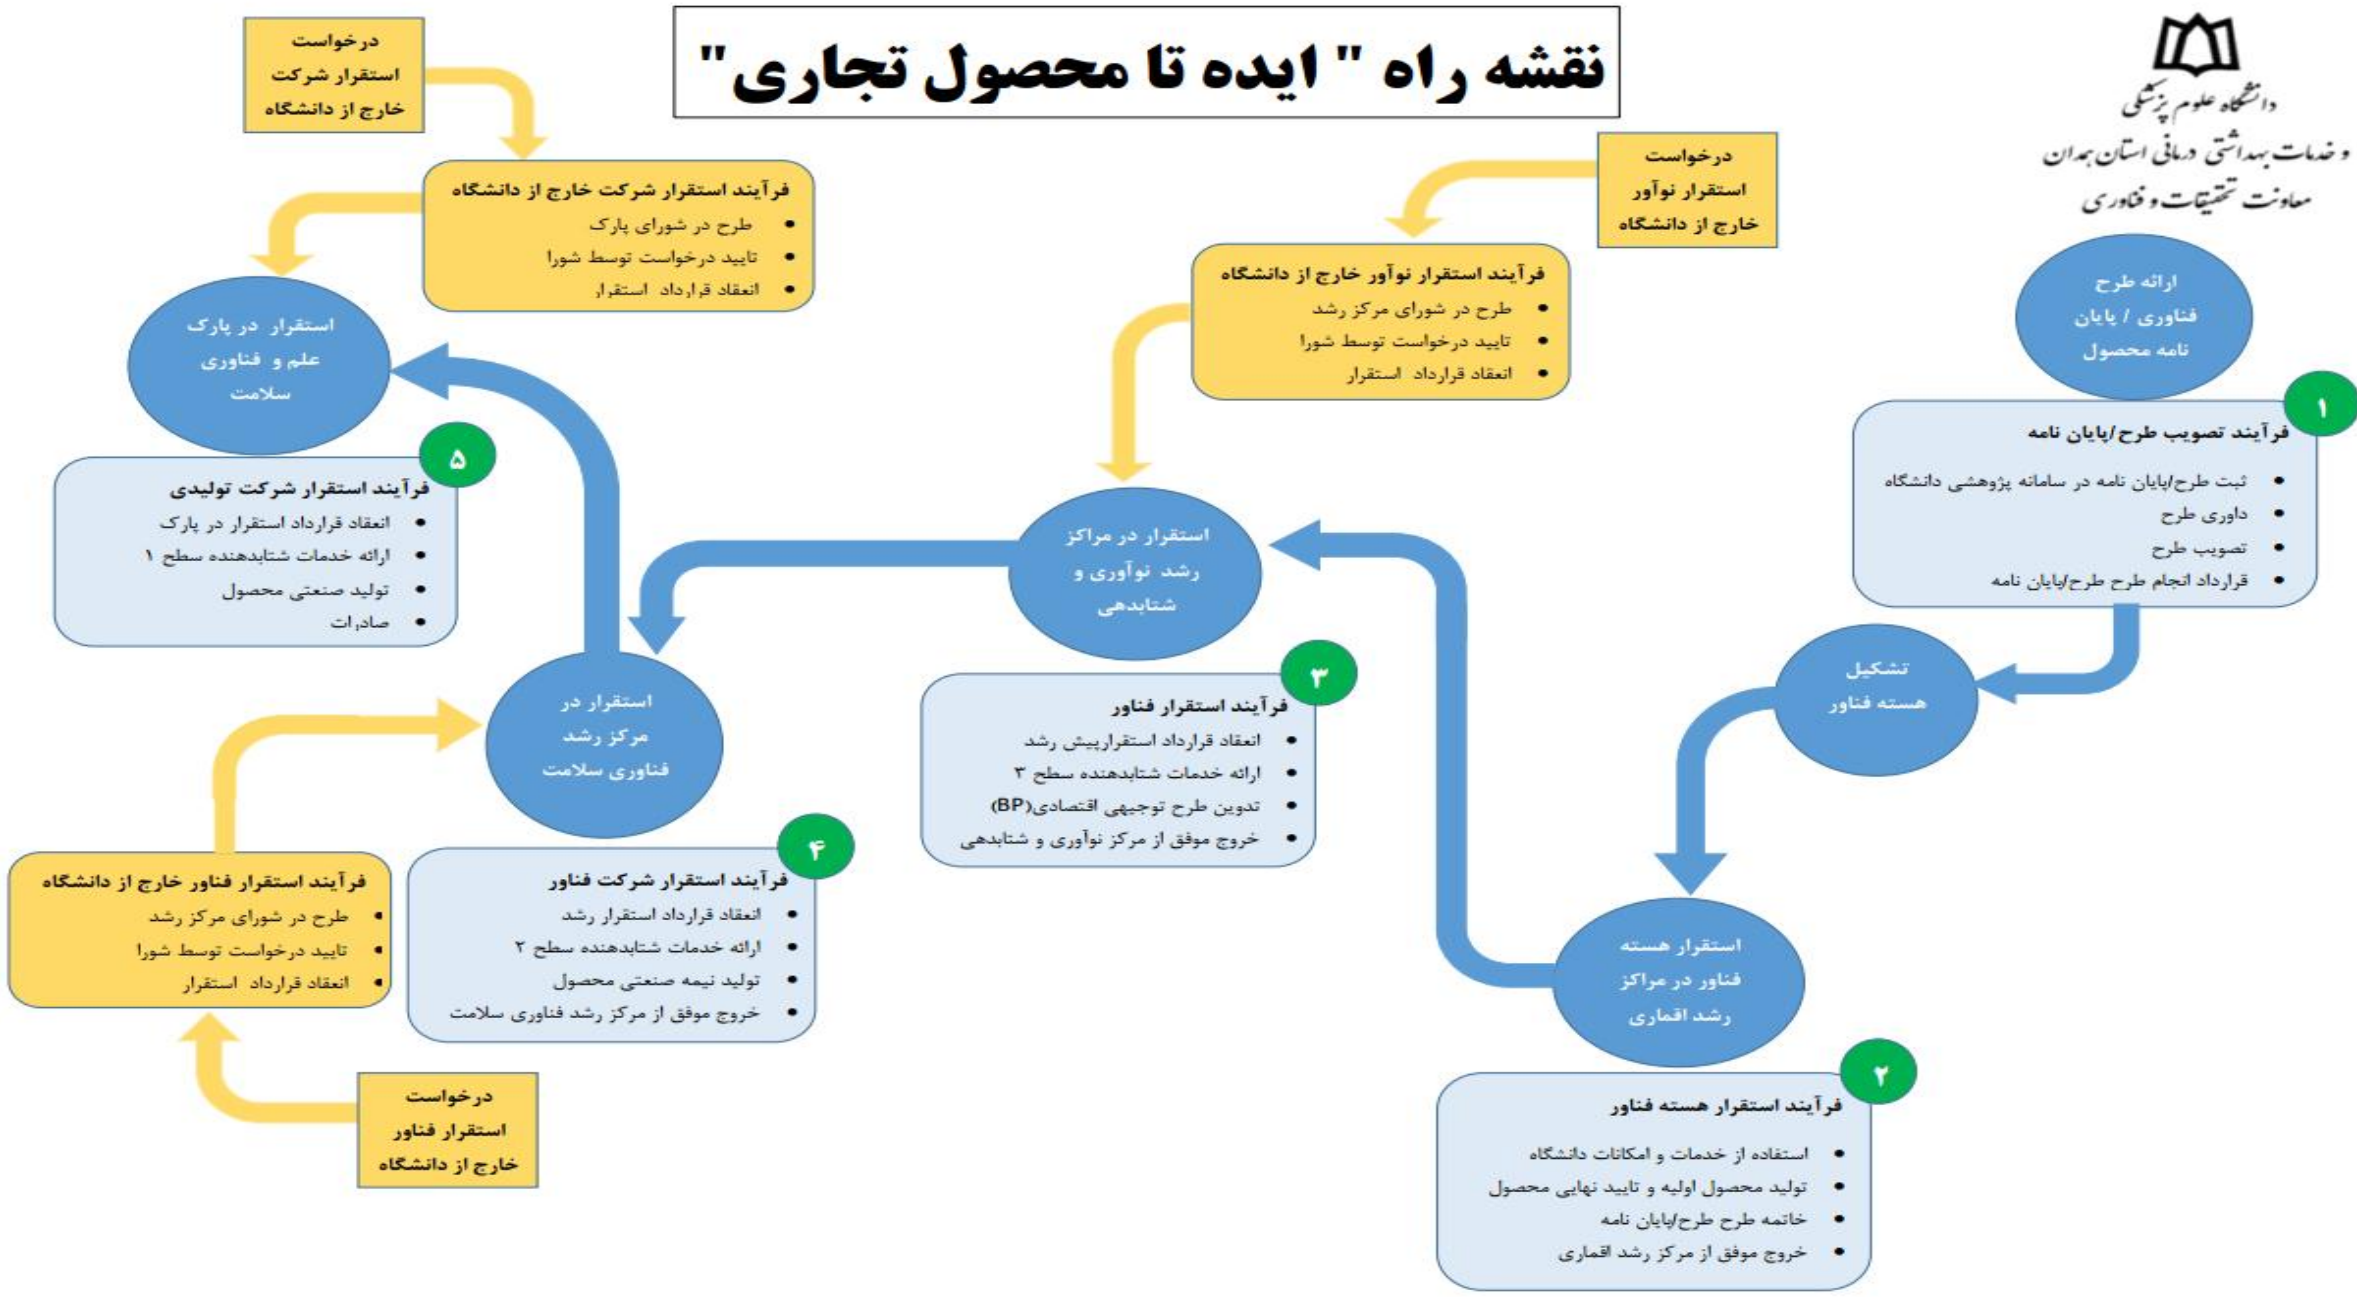 نقشه راه " ایده تا محصول تجاری"
دانشگاه علوم پزشکی
و خدمات بهداشتی درمانی استان همدان
معاونت تحقیقات و فناوری
ارائه طرح
فناوری / پایان
نامه محصول
۱
فرآیند تصویب طرح/پایان نامه
• ثبت طرح/پایان نامه در سامانه پژوهشی دانشگاه
• داوری طرح
• تصویب طرح
• قرارداد انجام طرح طرح/پایان نامه
تشکیل
هسته فناور
استقرار هسته
فناور در مراکز
رشد اقماری
۲
فرآیند استقرار هسته فناور
• استفاده از خدمات و امکانات دانشگاه
• تولید محصول اولیه و تایید نهایی محصول
• خاتمه طرح طرح/پایان نامه
• خروج موفق از مرکز رشد اقماری
درخواست
استقرار نوآور
خارج از دانشگاه
فرآیند استقرار نوآور خارج از دانشگاه
• طرح در شورای مرکز رشد
• تایید درخواست توسط شورا
• انعقاد قرارداد استقرار
استقرار در مراکز
رشد نوآوری و
شتابدهی
۳
فرآیند استقرار فناور
• انعقاد قرارداد استقرارپیش رشد
• ارائه خدمات شتابدهنده سطح ۳
• تدوین طرح توجیهی اقتصادی(BP)
• خروج موفق از مرکز نوآوری و شتابدهی
استقرار در
مرکز رشد
فناوری سلامت
۴
فرآیند استقرار شرکت فناور
• انعقاد قرارداد استقرار رشد
• ارائه خدمات شتابدهنده سطح ۲
• تولید نیمه صنعتی محصول
• خروج موفق از مرکز رشد فناوری سلامت
درخواست
استقرار فناور
خارج از دانشگاه
فرآیند استقرار فناور خارج از دانشگاه
• طرح در شورای مرکز رشد
• تایید درخواست توسط شورا
• انعقاد قرارداد استقرار
درخواست
استقرار شرکت
خارج از دانشگاه
فرآیند استقرار شرکت خارج از دانشگاه
• طرح در شورای پارک
• تایید درخواست توسط شورا
• انعقاد قرارداد استقرار
استقرار در پارک
علم و فناوری
سلامت
۵
فرآیند استقرار شرکت تولیدی
• انعقاد قرارداد استقرار در پارک
• ارائه خدمات شتابدهنده سطح ۱
• تولید صنعتی محصول
• صادرات